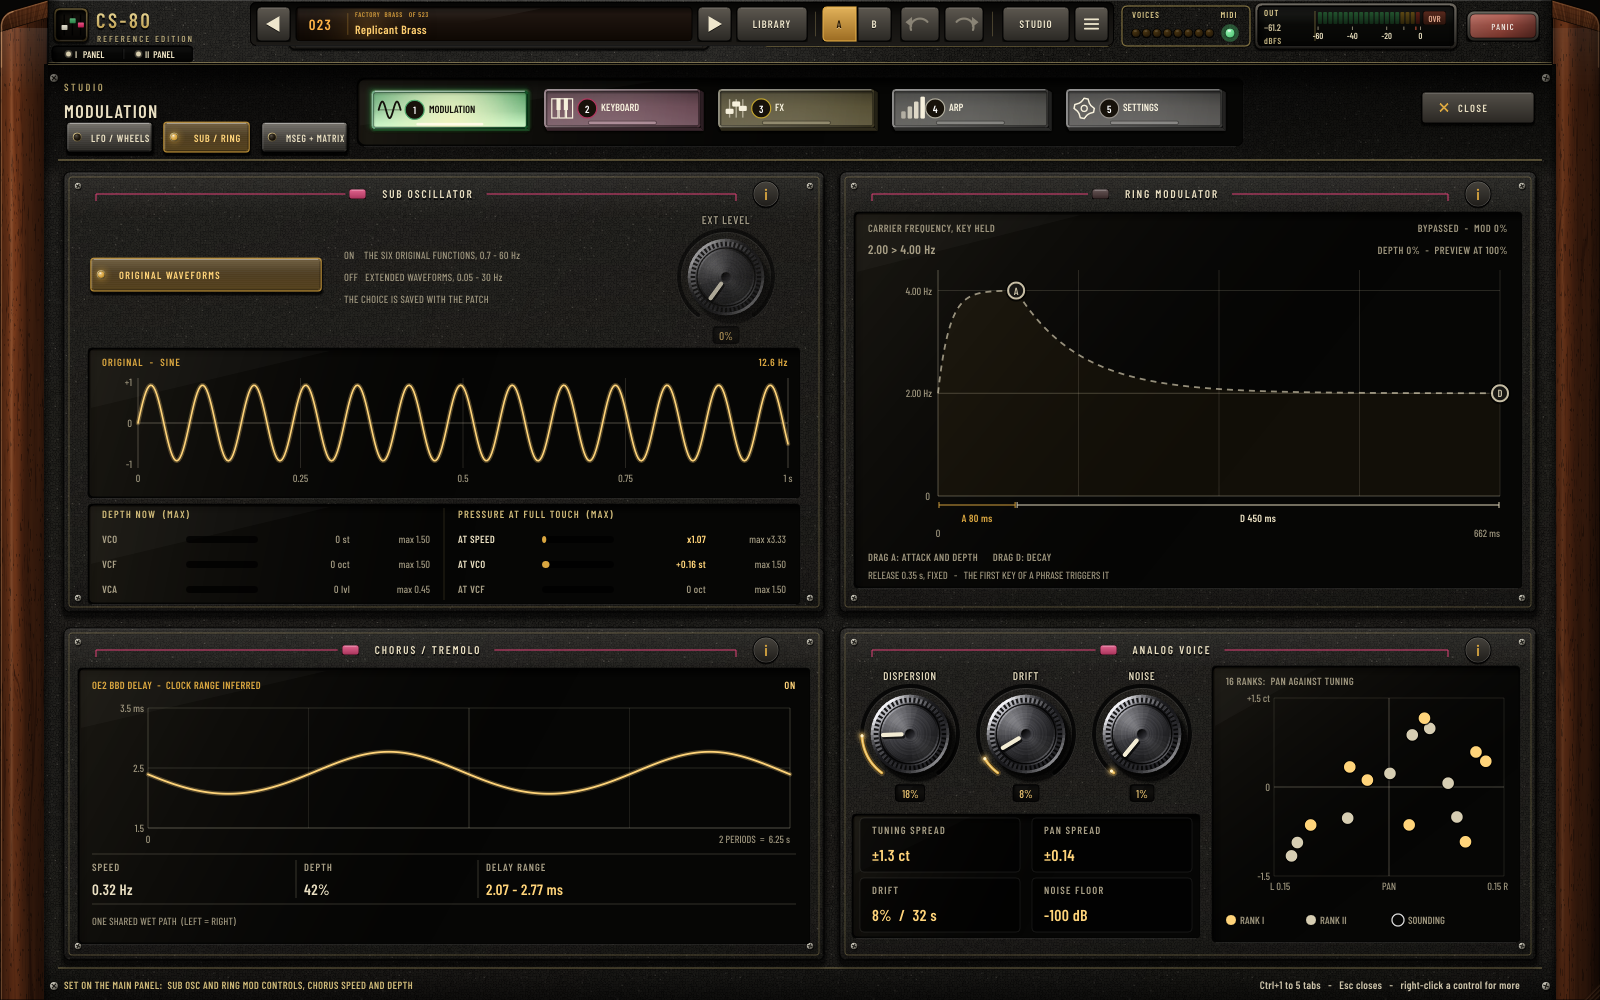 CS-80
REFERENCE EDITION
I PANEL
II PANEL
023
FACTORY BRASS OF 523
Replicant Brass
LIBRARY
A
B
STUDIO
VOICES
MIDI
OUT
-61.2
dBFS
-60 -40 -20 0
OVR
PANIC
STUDIO
MODULATION
LFO / WHEELS
SUB / RING
MSEG + MATRIX
1 MODULATION
2 KEYBOARD
3 FX
4 ARP
5 SETTINGS
× CLOSE
SUB OSCILLATOR
i
EXT LEVEL
0%
ORIGINAL WAVEFORMS
ON THE SIX ORIGINAL FUNCTIONS, 0.7 - 60 Hz
OFF EXTENDED WAVEFORMS, 0.05 - 30 Hz
THE CHOICE IS SAVED WITH THE PATCH
ORIGINAL - SINE
12.6 Hz
+1
0
-1
0 0.25 0.5 0.75 1 s
DEPTH NOW (MAX)
VCO 0 st max 1.50
VCF 0 oct max 1.50
VCA 0 lvl max 0.45
PRESSURE AT FULL TOUCH (MAX)
AT SPEED x1.07 max x3.33
AT VCO +0.16 st max 1.50
AT VCF 0 oct max 1.50
RING MODULATOR
i
CARRIER FREQUENCY, KEY HELD
2.00 > 4.00 Hz
BYPASSED - MOD 0%
DEPTH 0% - PREVIEW AT 100%
4.00 Hz
2.00 Hz
0
A
D
A 80 ms
D 450 ms
0
662 ms
DRAG A: ATTACK AND DEPTH DRAG D: DECAY
RELEASE 0.35 s, FIXED - THE FIRST KEY OF A PHRASE TRIGGERS IT
CHORUS / TREMOLO
i
OE2 BBD DELAY - CLOCK RANGE INFERRED
ON
3.5 ms
2.5
1.5
0
2 PERIODS = 6.25 s
SPEED
0.32 Hz
DEPTH
42%
DELAY RANGE
2.07 - 2.77 ms
ONE SHARED WET PATH (LEFT = RIGHT)
ANALOG VOICE
i
DISPERSION
18%
DRIFT
8%
NOISE
1%
TUNING SPREAD
±1.3 ct
PAN SPREAD
±0.14
DRIFT
8% / 32 s
NOISE FLOOR
-100 dB
16 RANKS: PAN AGAINST TUNING
+1.5 ct
0
-1.5
L 0.15 PAN 0.15 R
RANK I
RANK II
SOUNDING
SET ON THE MAIN PANEL: SUB OSC AND RING MOD CONTROLS, CHORUS SPEED AND DEPTH
Ctrl+1 to 5 tabs - Esc closes - right-click a control for more